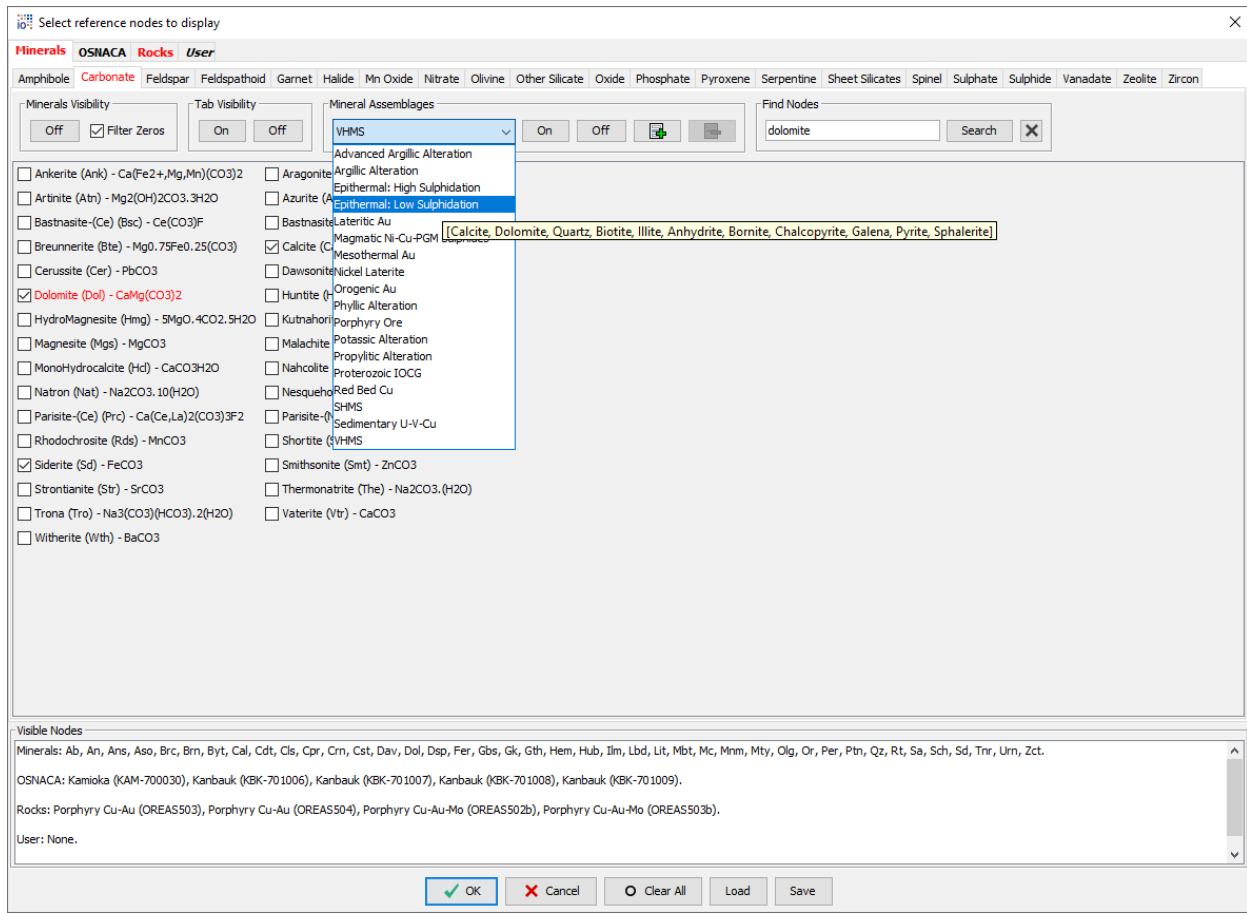 Select reference nodes to display
Minerals OSNACA Rocks User
Amphibole Carbonate Feldspar Feldspathoid Garnet Halide Mn Oxide Nitrate Olivine Other Silicate Oxide Phosphate Pyroxene Serpentine Sheet Silicates Spinel Sulphate Sulphide Vanadate Zeolite Zircon
Minerals Visibility Tab Visibility Mineral Assemblages Find Nodes
Off Filter Zeros On Off VHMS On Off dolomite Search
Advanced Argillic Alteration
Argillic Alteration
Epithermal: High Sulphidation
Epithermal: Low Sulphidation
Lateritic Au
[Calcite, Dolomite, Quartz, Biotite, Illite, Anhydrite, Bornite, Chalcopyrite, Galena, Pyrite, Sphalerite]
Magmatic Ni-Cu-PGM Sulphides
Mesothermal Au
Nickel Laterite
Orogenic Au
Phyllic Alteration
Porphyry Ore
Potassic Alteration
Propylitic Alteration
Proterozoic IOCG
Red Bed Cu
SHMS
Sedimentary U-V-Cu
VHMS
Ankerite (Ank) - Ca(Fe2+,Mg,Mn)(CO3)2 Aragonite
Artinite (Atn) - Mg2(OH)2CO3.3H2O Azurite (A
Bastnasite-(Ce) (Bsc) - Ce(CO3)F Bastnasite
Breunnerite (Bte) - Mg0.75Fe0.25(CO3) Calcite (C
Cerussite (Cer) - PbCO3 Dawsonite
Dolomite (Dol) - CaMg(CO3)2 Huntite (H
HydroMagnesite (Hmg) - 5MgO.4CO2.5H2O Kutnahori
Magnesite (Mgs) - MgCO3 Malachite
MonoHydrocalcite (Hcl) - CaCO3H2O Nahcolite
Natron (Nat) - Na2CO3.10(H2O) Nesqueho
Parisite-(Ce) (Prc) - Ca(Ce,La)2(CO3)3F2 Parisite-(N
Rhodochrosite (Rds) - MnCO3 Shortite (S
Siderite (Sd) - FeCO3 Smithsonite (Smt) - ZnCO3
Strontianite (Str) - SrCO3 Thermonatrite (The) - Na2CO3.(H2O)
Trona (Tro) - Na3(CO3)(HCO3).2(H2O) Vaterite (Vtr) - CaCO3
Witherite (Wth) - BaCO3
Visible Nodes
Minerals: Ab, An, Ans, Aso, Brc, Brn, Byt, Cal, Cdt, Cls, Cpr, Crn, Cst, Dav, Dol, Dsp, Fer, Gbs, Gk, Gth, Hem, Hub, Ilm, Lbd, Lit, Mbt, Mc, Mnm, Mty, Olg, Or, Per, Ptn, Qz, Rt, Sa, Sch, Sd, Tnr, Urn, Zct.
OSNACA: Kamioka (KAM-700030), Kanbauk (KBK-701006), Kanbauk (KBK-701007), Kanbauk (KBK-701008), Kanbauk (KBK-701009).
Rocks: Porphyry Cu-Au (OREAS503), Porphyry Cu-Au (OREAS504), Porphyry Cu-Au-Mo (OREAS502b), Porphyry Cu-Au-Mo (OREAS503b).
User: None.
OK Cancel Clear All Load Save